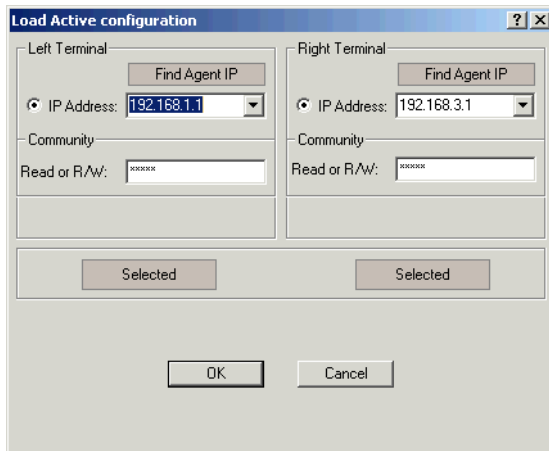 Load Active configuration
Left Terminal
Find Agent IP
IP Address: 192.168.1.1
Community
Read or R/W: *****
Right Terminal
Find Agent IP
IP Address: 192.168.3.1
Community
Read or R/W: *****
Selected
Selected
OK
Cancel